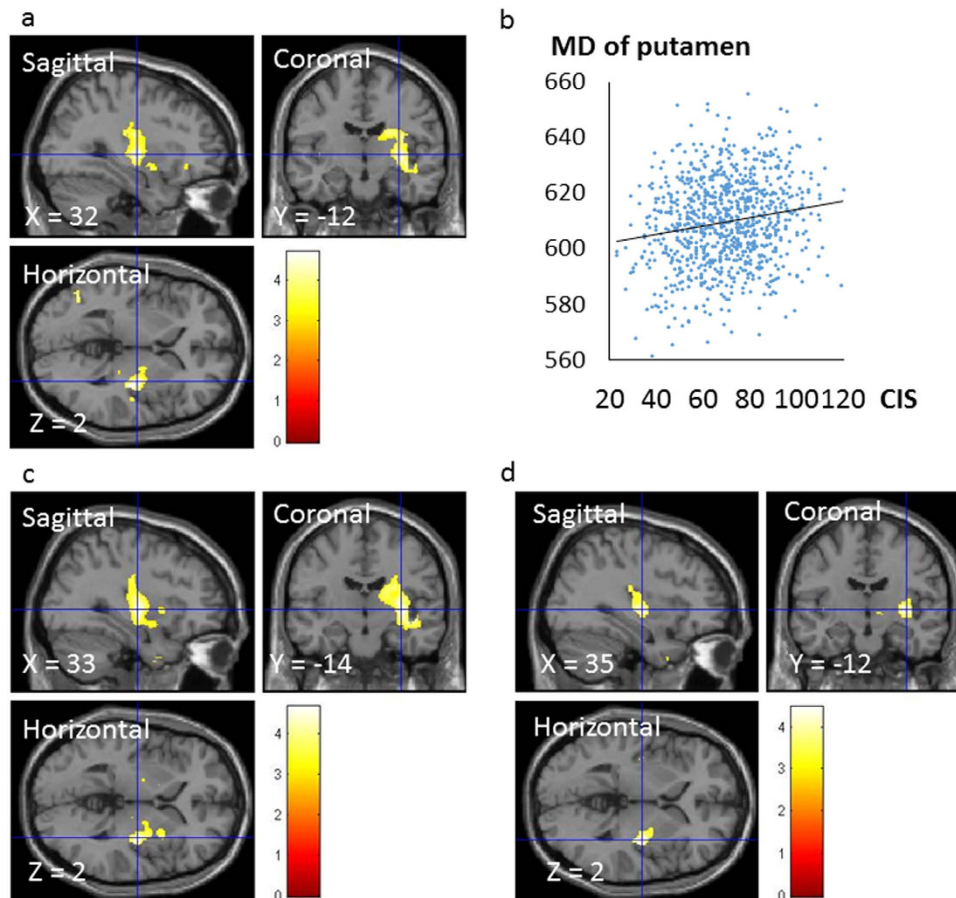 a
Sagittal
Coronal
X = 32
Y = -12
Horizontal
Z = 2
4
3
2
1
0
b
MD of putamen
660
640
620
600
580
560
20 40 60 80 100 120 CIS
c
Sagittal
Coronal
X = 33
Y = -14
Horizontal
Z = 2
4
3
2
1
0
d
Sagittal
Coronal
X = 35
Y = -12
Horizontal
Z = 2
4
3
2
1
0